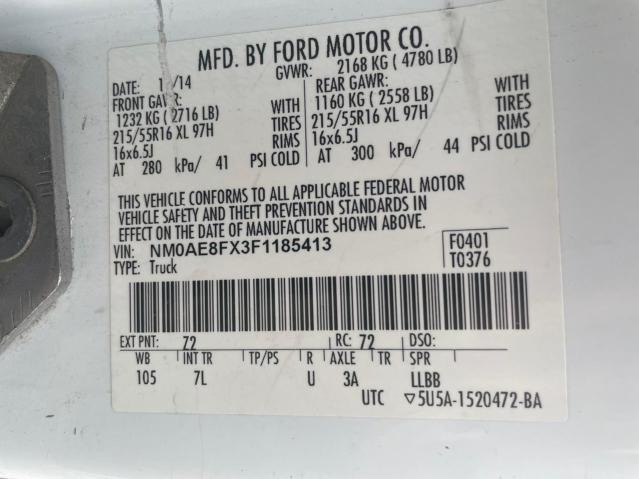 MFD. BY FORD MOTOR CO.
DATE: 1 /14 GVWR: 2168 KG ( 4780 LB)
FRONT GAWR: REAR GAWR:
1232 KG ( 2716 LB) WITH 1160 KG ( 2558 LB) WITH
215/55R16 XL 97H TIRES 215/55R16 XL 97H TIRES
16x6.5J RIMS 16x6.5J RIMS
AT 280 kPa/ 41 PSI COLD AT 300 kPa/ 44 PSI COLD
THIS VEHICLE CONFORMS TO ALL APPLICABLE FEDERAL MOTOR
VEHICLE SAFETY AND THEFT PREVENTION STANDARDS IN
EFFECT ON THE DATE OF MANUFACTURE SHOWN ABOVE.
VIN: NM0AE8FX3F1185413 F0401
TYPE: Truck T0376
EXT PNT: 72 RC: 72 DSO:
WB INT TR TP/PS R AXLE TR SPR
105 7L U 3A LLBB
UTC ▽5U5A-1520472-BA